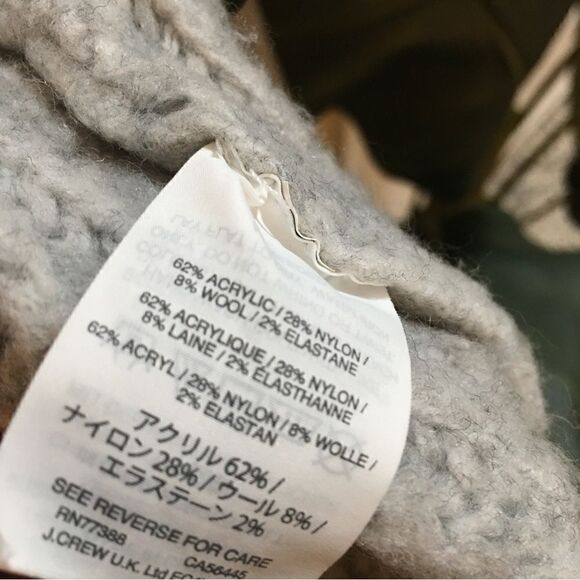 62% ACRYLIC / 28% NYLON /
8% WOOL / 2% ELASTANE
62% ACRYLIQUE / 28% NYLON /
8% LAINE / 2% ÉLASTHANNE
62% ACRYL / 28% NYLON / 8% WOLLE /
2% ELASTAN
アクリル 62% /
ナイロン 28% / ウール 8% /
エラステーン 2%
SEE REVERSE FOR CARE
RN77388 CA56445
J.CREW U.K. Ltd